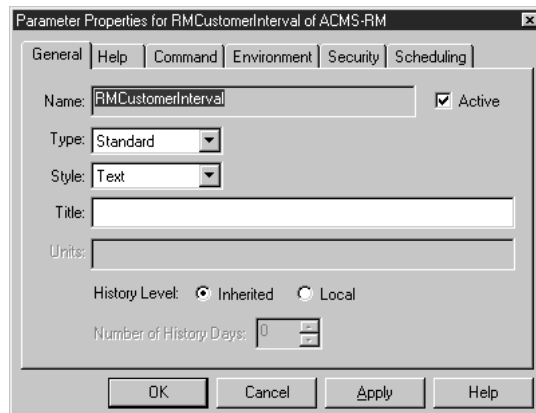 Parameter Properties for RMCustomerInterval of ACMS-RM
General Help Command Environment Security Scheduling
Name: RMCustomerInterval Active
Type: Standard
Style: Text
Title:
Units:
History Level: Inherited Local
Number of History Days: 0
OK Cancel Apply Help